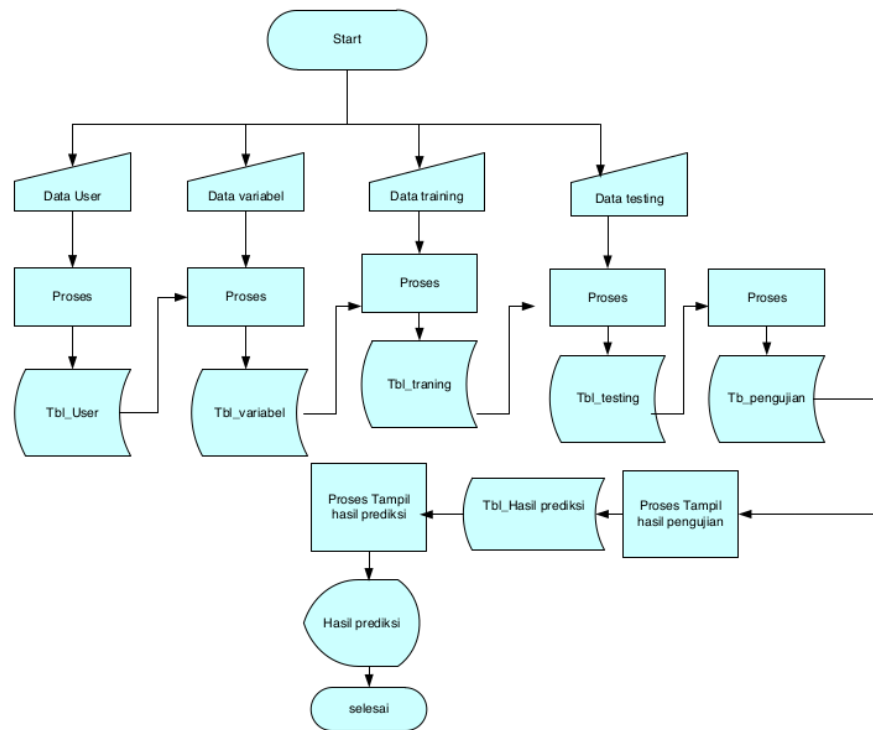 Start
Data User
Data variabel
Data training
Data testing
Proses
Proses
Proses
Proses
Proses
Tbl_User
Tbl_variabel
Tbl_traning
Tbl_testing
Tb_pengujian
Proses Tampil
hasil prediksi
Tbl_Hasil prediksi
Proses Tampil
hasil pengujian
Hasil prediksi
selesai